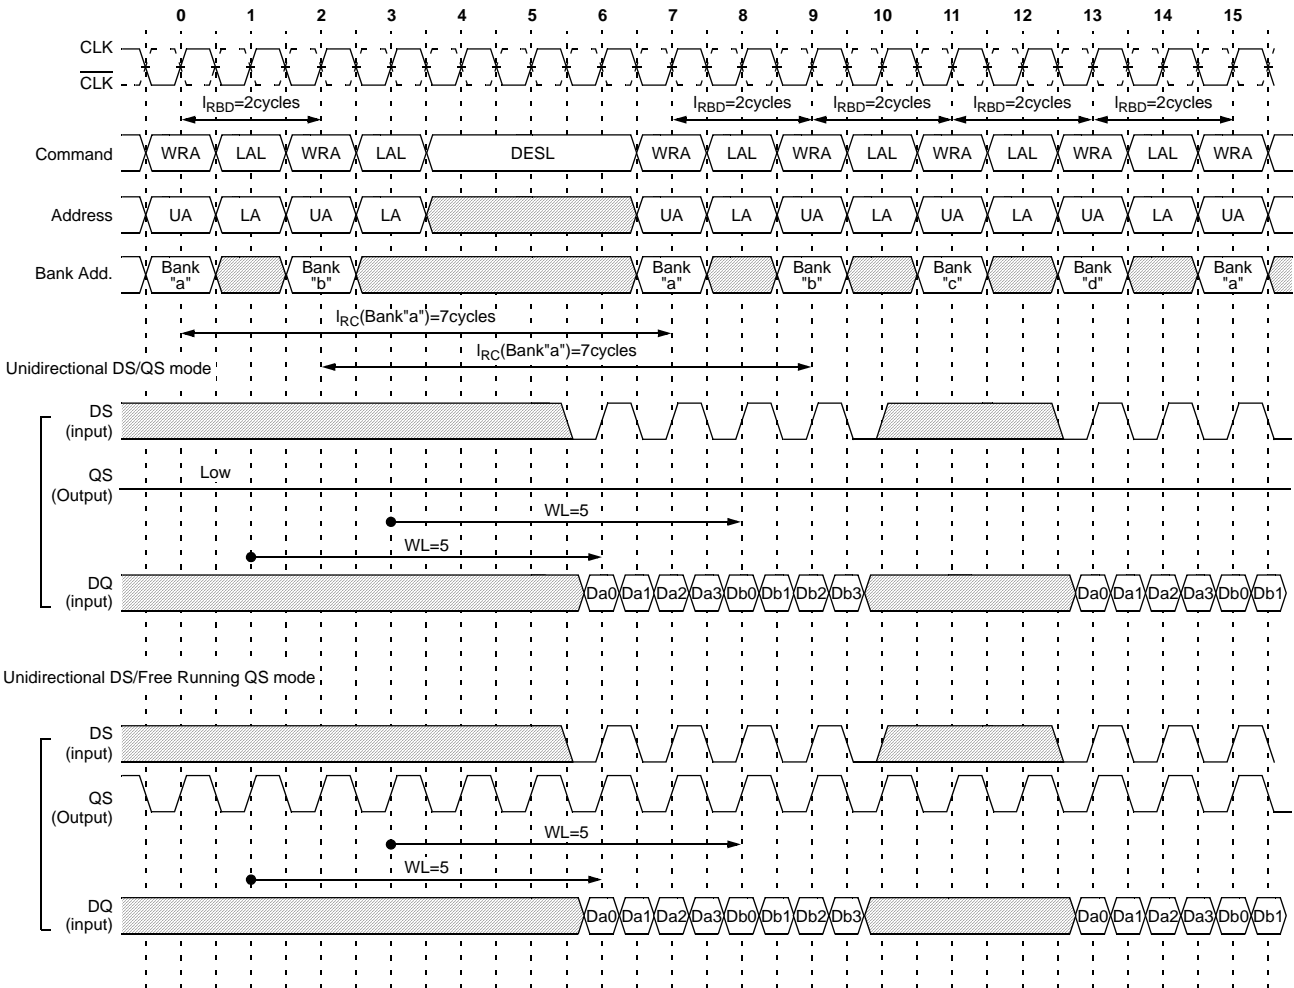 0 1 2 3 4 5 6 7 8 9 10 11 12 13 14 15
CLK
CLK
IRBD=2cycles IRBD=2cycles IRBD=2cycles IRBD=2cycles IRBD=2cycles
Command WRA LAL WRA LAL DESL WRA LAL WRA LAL WRA LAL WRA LAL WRA
Address UA LA UA LA UA LA UA LA UA LA UA LA UA
Bank Add. Bank "a" Bank "b" Bank "a" Bank "b" Bank "c" Bank "d" Bank "a"
IRC(Bank"a")=7cycles
IRC(Bank"a")=7cycles
Unidirectional DS/QS mode
DS
(input)
QS
(Output)
Low
WL=5
WL=5
DQ
(input)
Da0 Da1 Da2 Da3 Db0 Db1 Db2 Db3 Da0 Da1 Da2 Da3 Db0 Db1
Unidirectional DS/Free Running QS mode
DS
(input)
QS
(Output)
WL=5
WL=5
DQ
(input)
Da0 Da1 Da2 Da3 Db0 Db1 Db2 Db3 Da0 Da1 Da2 Da3 Db0 Db1